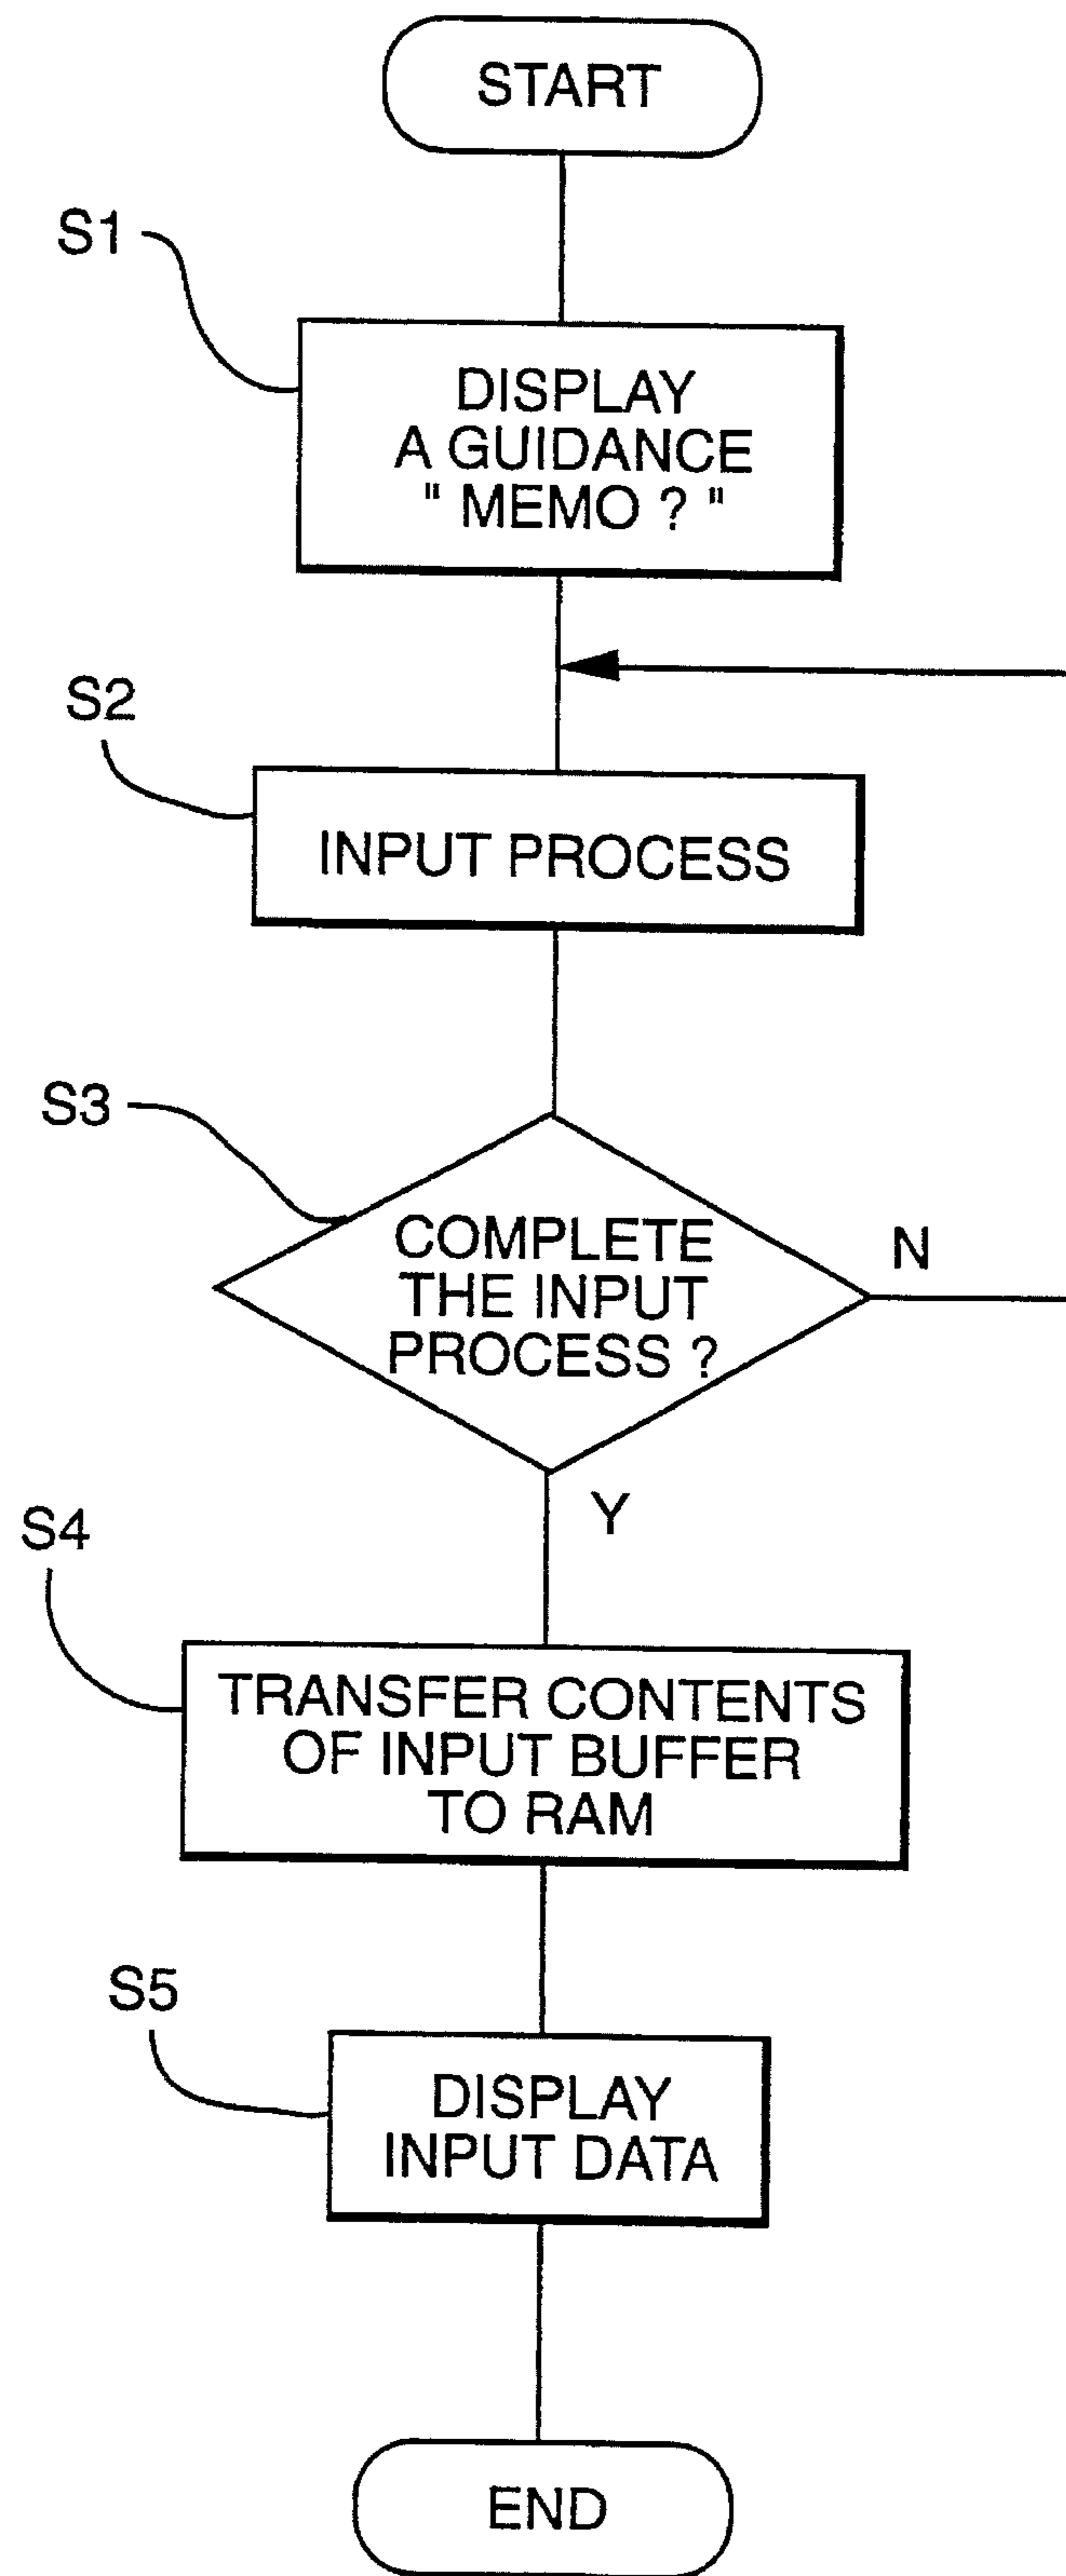 START
S1
DISPLAY
A GUIDANCE
" MEMO ? "
S2
INPUT PROCESS
S3
COMPLETE
THE INPUT
PROCESS ?
N
Y
S4
TRANSFER CONTENTS
OF INPUT BUFFER
TO RAM
S5
DISPLAY
INPUT DATA
END